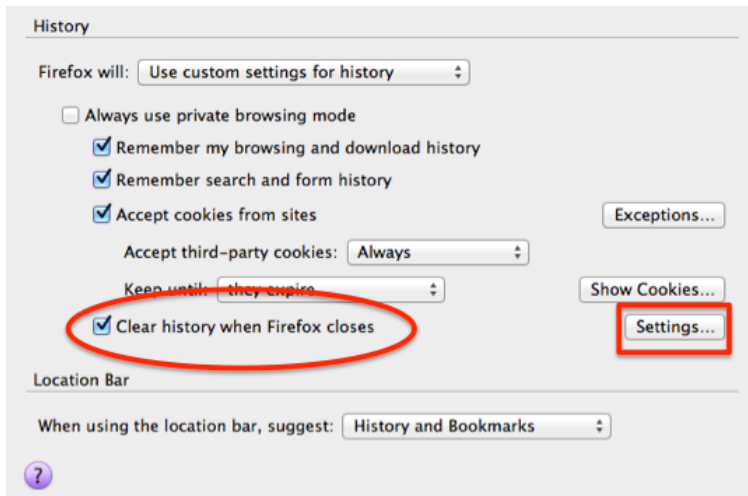 History
Firefox will: Use custom settings for history
Always use private browsing mode
Remember my browsing and download history
Remember search and form history
Accept cookies from sites Exceptions...
Accept third-party cookies: Always
Keep until: they expire Show Cookies...
Clear history when Firefox closes Settings...
Location Bar
When using the location bar, suggest: History and Bookmarks
?